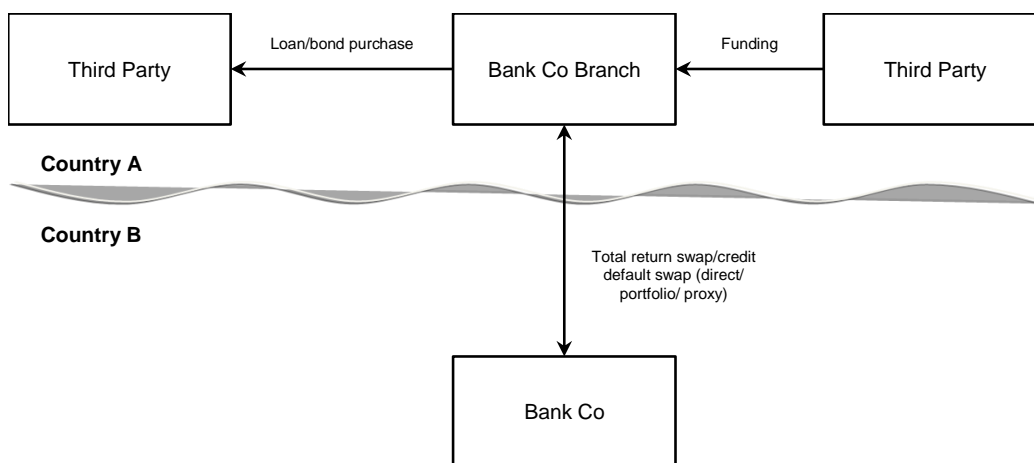 Loan/bond purchase
Funding
Third Party
Bank Co Branch
Third Party
Country A
Country B
Total return swap/credit
default swap (direct/
portfolio/ proxy)
Bank Co